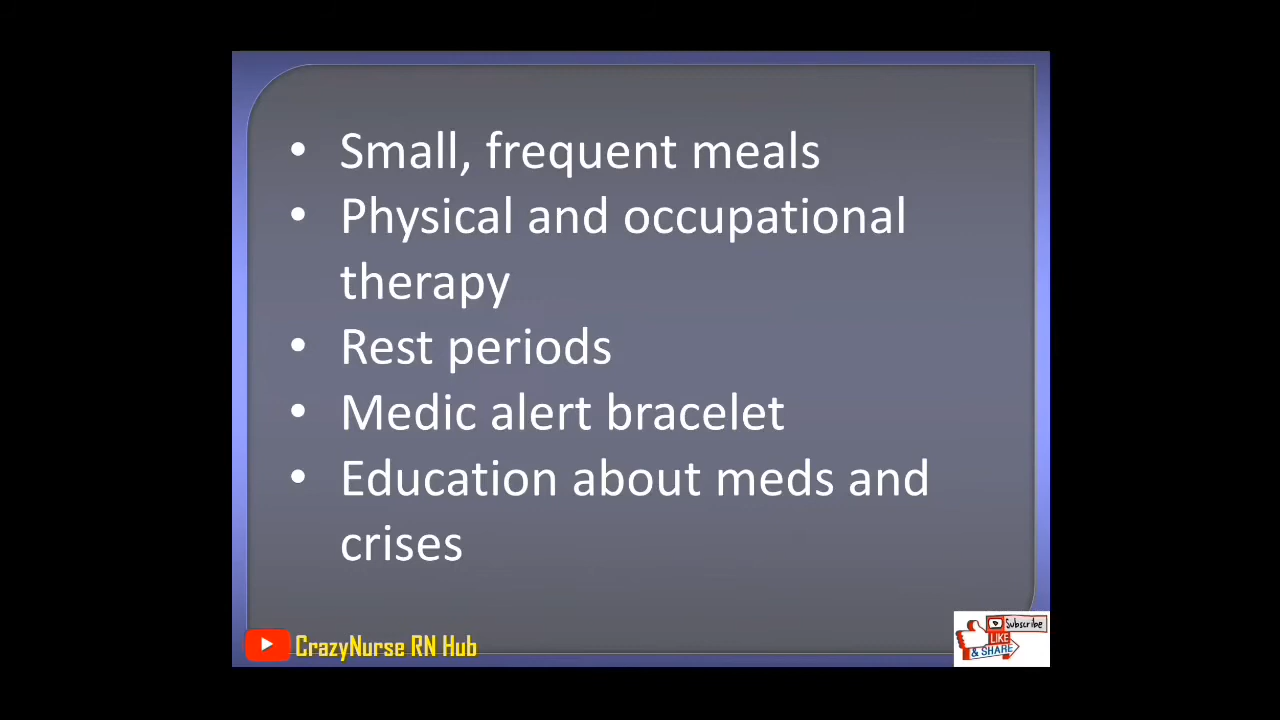 • Small, frequent meals
• Physical and occupational
therapy
• Rest periods
• Medic alert bracelet
• Education about meds and
crises
CrazyNurse RN Hub
Subscribe
LIKE
& SHARE